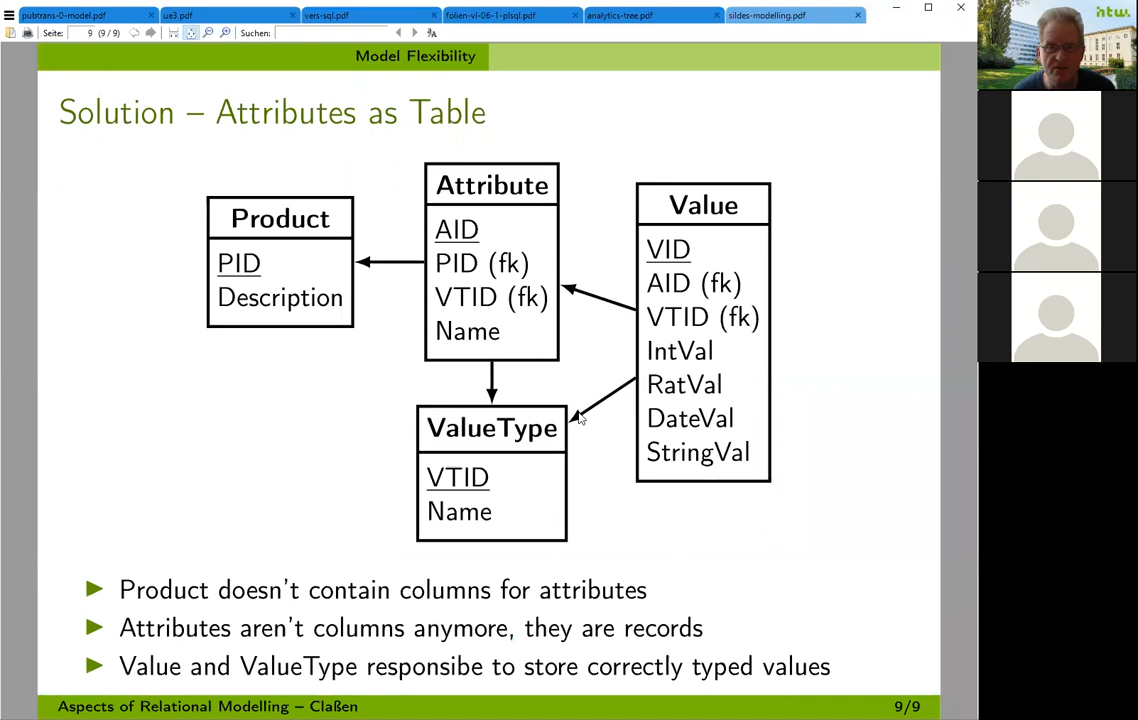 pubtrans-0-model.pdf
ue3.pdf
vers-sql.pdf
folien-vl-06-1-plsql.pdf
analytics-tree.pdf
sildes-modelling.pdf
Seite: 9 (9 / 9)
Suchen:
htw.
Model Flexibility
Solution – Attributes as Table
Product
PID
Description
Attribute
AID
PID (fk)
VTID (fk)
Name
Value
VID
AID (fk)
VTID (fk)
IntVal
RatVal
DateVal
StringVal
ValueType
VTID
Name
Product doesn't contain columns for attributes
Attributes aren't columns anymore, they are records
Value and ValueType responsibe to store correctly typed values
Aspects of Relational Modelling – Claßen
9/9